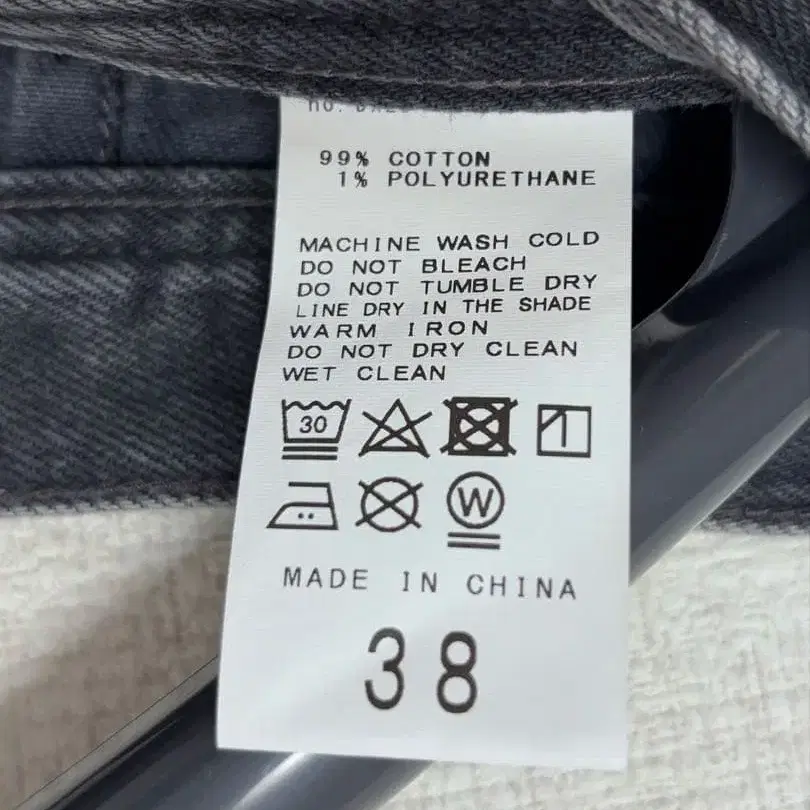 no.
99% COTTON
1% POLYURETHANE
MACHINE WASH COLD
DO NOT BLEACH
DO NOT TUMBLE DRY
LINE DRY IN THE SHADE
WARM IRON
DO NOT DRY CLEAN
WET CLEAN
30
W
MADE IN CHINA
38